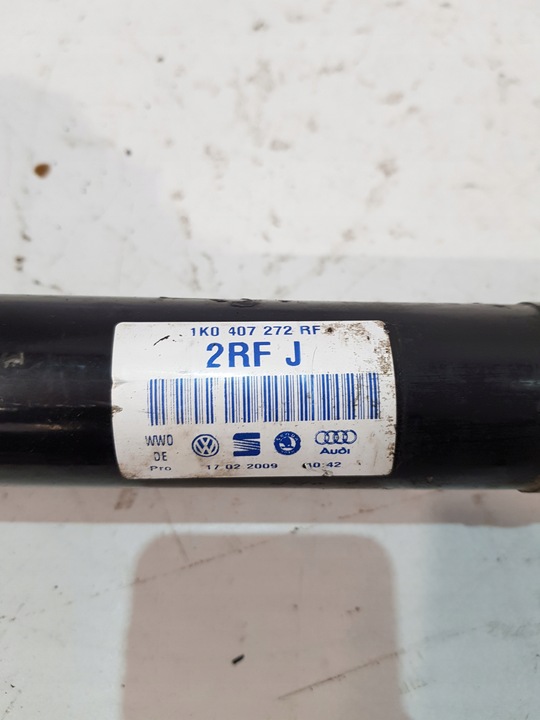 1K0 407 272 RF
2RF J
WWO
DE
Pro 17.02 2009 10:42
Audi